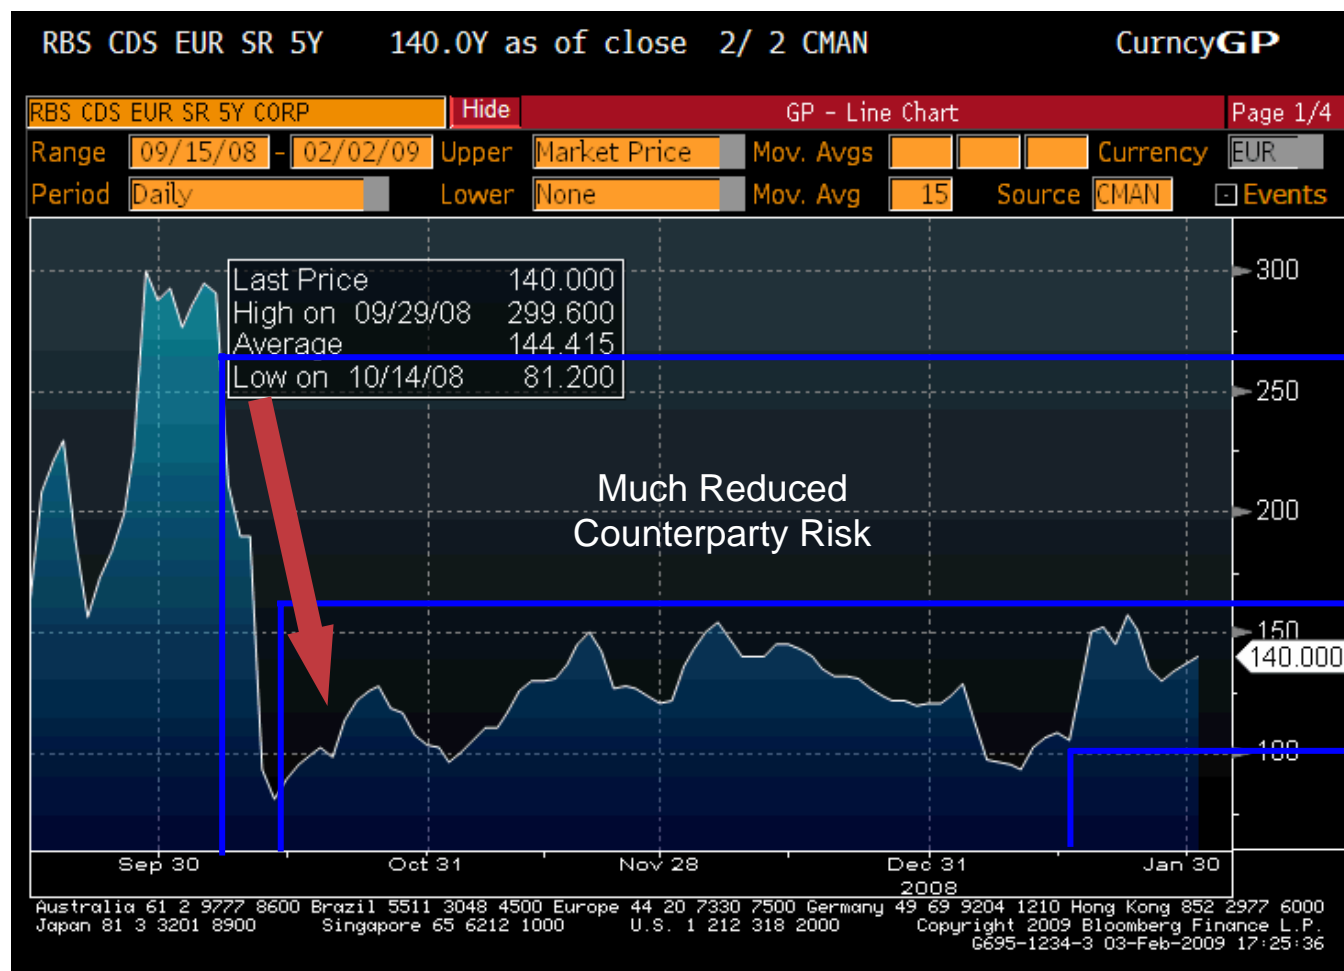 RBS CDS EUR SR 5Y 140.0Y as of close 2/ 2 CMAN CurncyGP
RBS CDS EUR SR 5Y CORP Hide GP - Line Chart Page 1/4
Range 09/15/08 - 02/02/09 Upper Market Price Mov. Avgs Currency EUR
Period Daily Lower None Mov. Avg 15 Source CMAN - Events
300
Last Price 140.000
High on 09/29/08 299.600
Average 144.415
Low on 10/14/08 81.200
250
Much Reduced
Counterparty Risk
200
150
140.000
100
Sep 30 Oct 31 Nov 28 Dec 31 Jan 30
2008
Australia 61 2 9777 8600 Brazil 5511 3048 4500 Europe 44 20 7330 7500 Germany 49 69 9204 1210 Hong Kong 852 2977 6000
Japan 81 3 3201 8900 Singapore 65 6212 1000 U.S. 1 212 318 2000 Copyright 2009 Bloomberg Finance L.P.
G695-1234-3 03-Feb-2009 17:25:36